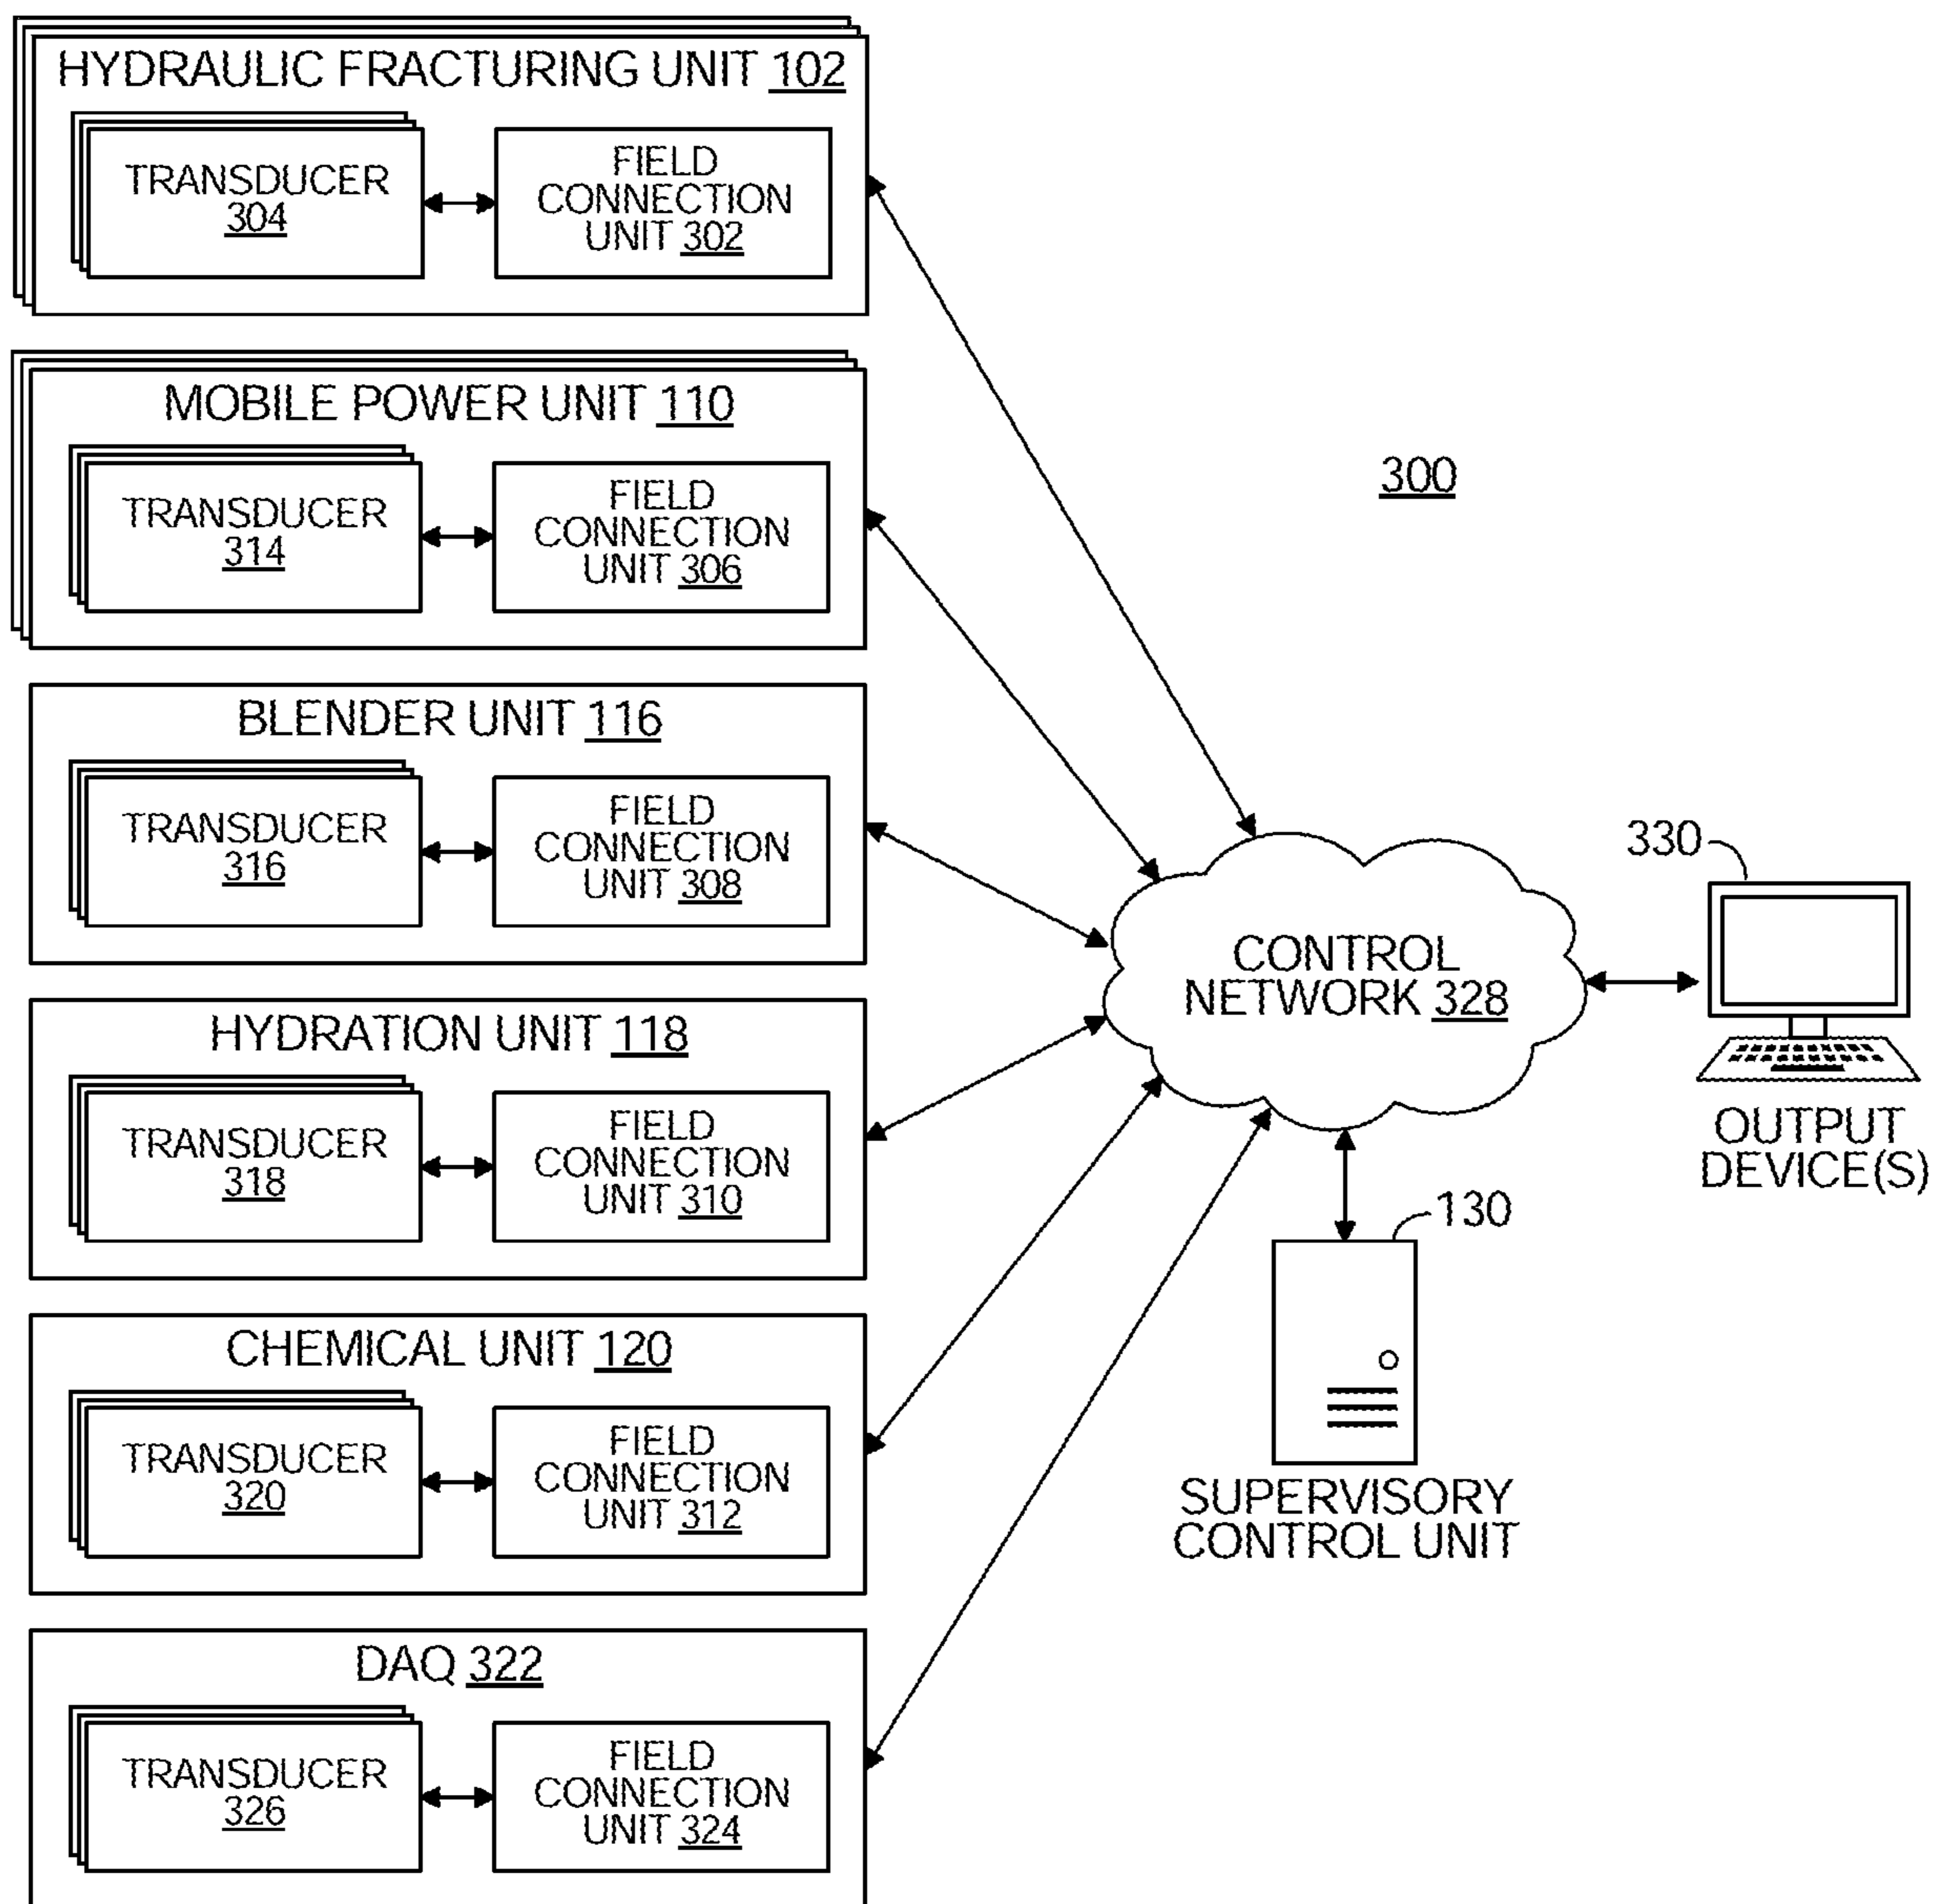 HYDRAULIC FRACTURING UNIT 102
TRANSDUCER
304
FIELD
CONNECTION
UNIT 302
MOBILE POWER UNIT 110
TRANSDUCER
314
FIELD
CONNECTION
UNIT 306
300
BLENDER UNIT 116
TRANSDUCER
316
FIELD
CONNECTION
UNIT 308
HYDRATION UNIT 118
TRANSDUCER
318
FIELD
CONNECTION
UNIT 310
CHEMICAL UNIT 120
TRANSDUCER
320
FIELD
CONNECTION
UNIT 312
DAQ 322
TRANSDUCER
326
FIELD
CONNECTION
UNIT 324
CONTROL
NETWORK 328
330
OUTPUT
DEVICE(S)
130
SUPERVISORY
CONTROL UNIT